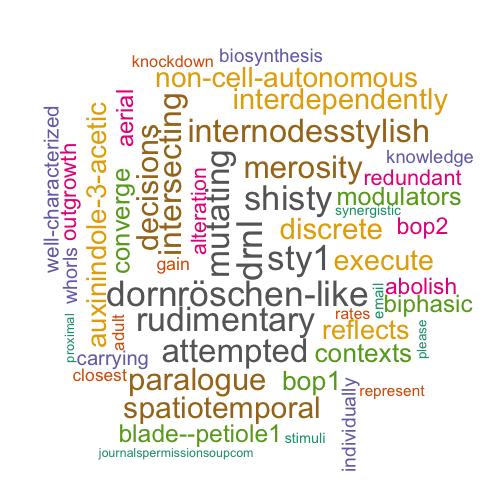 knockdown
biosynthesis
non-cell-autonomous
interdependently
aerial
internodesstylish
well-characterized
outgrowth
auxinindole-3-acetic
converge
decisions
intersecting
alteration
mutating
merosity
knowledge
redundant
shisty
modulators
synergistic
drnl
discrete
bop2
whorls
gain
sty1
execute
dornröschen-like
abolish
biphasic
email
proximal
adult
rudimentary
rates
reflects
please
carrying
attempted
contexts
closest
paralogue
bop1
individually
represent
spatiotemporal
blade--petiole1
stimuli
journalspermissionsoupcom